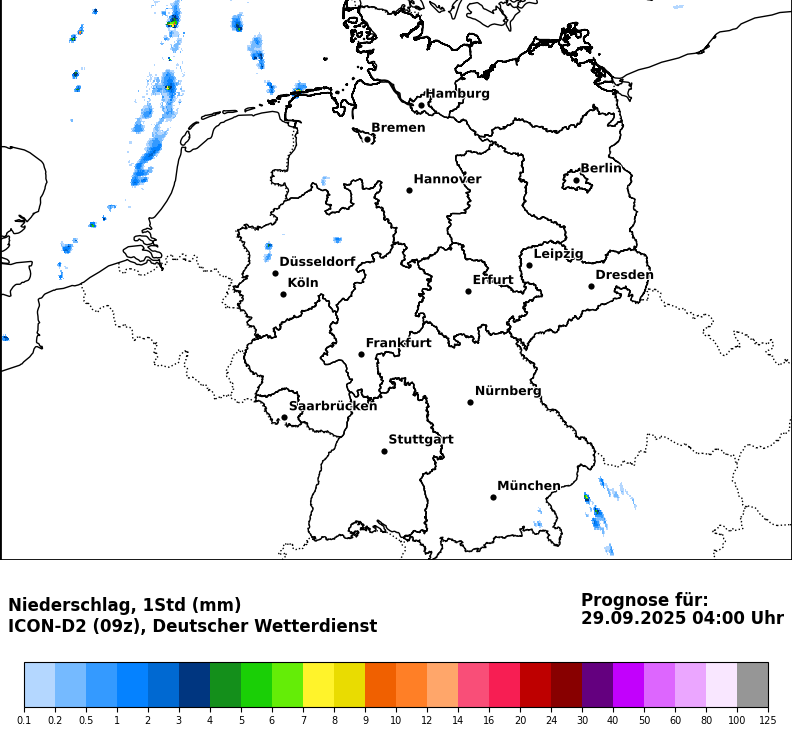 Hamburg
Bremen
Hannover
Berlin
Düsseldorf
Köln
Leipzig
Dresden
Erfurt
Frankfurt
Nürnberg
Saarbrücken
Stuttgart
München
Niederschlag, 1Std (mm)
ICON-D2 (09z), Deutscher Wetterdienst
Prognose für:
29.09.2025 04:00 Uhr
0.1 0.2 0.5 1 2 3 4 5 6 7 8 9 10 12 14 16 20 24 30 40 50 60 80 100 125